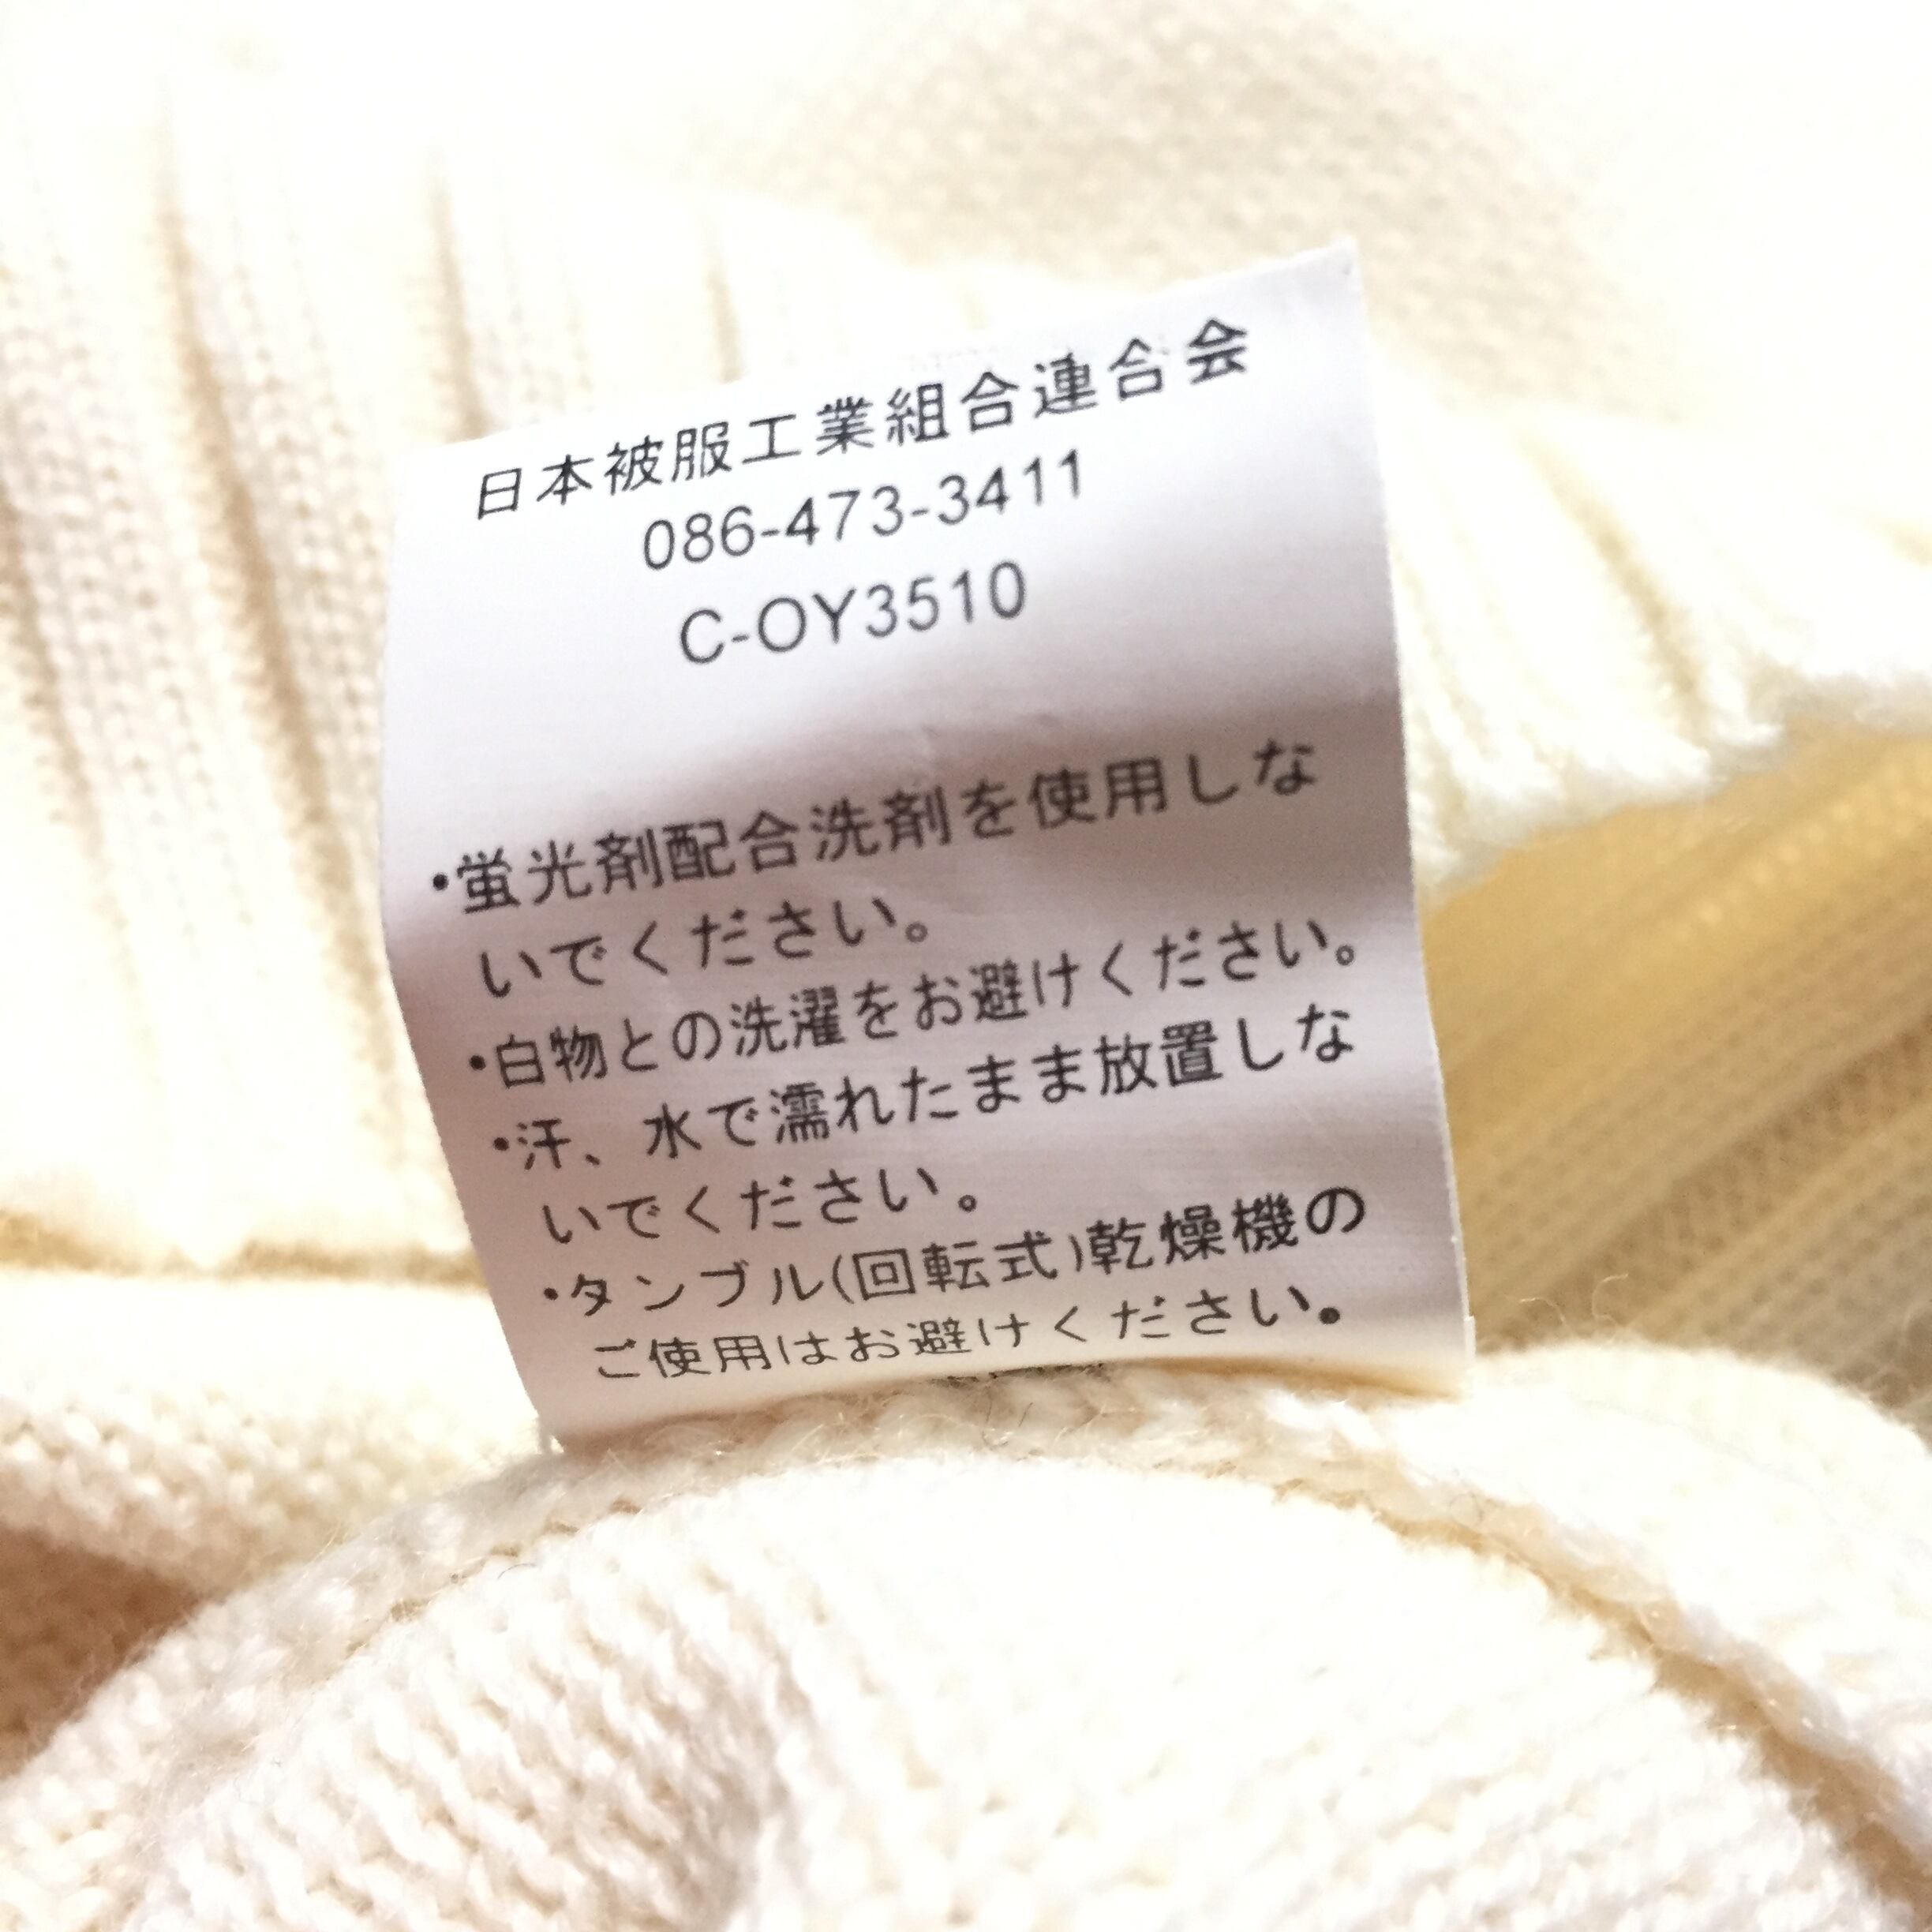 日本被服工業組合連合会
086-473-3411
C-OY3510
・蛍光剤配合洗剤を使用しな
いでください。
・白物との洗濯をお避けください。
・汗、水で濡れたまま放置しな
いでください。
・タンブル(回転式)乾燥機の
ご使用はお避けください。